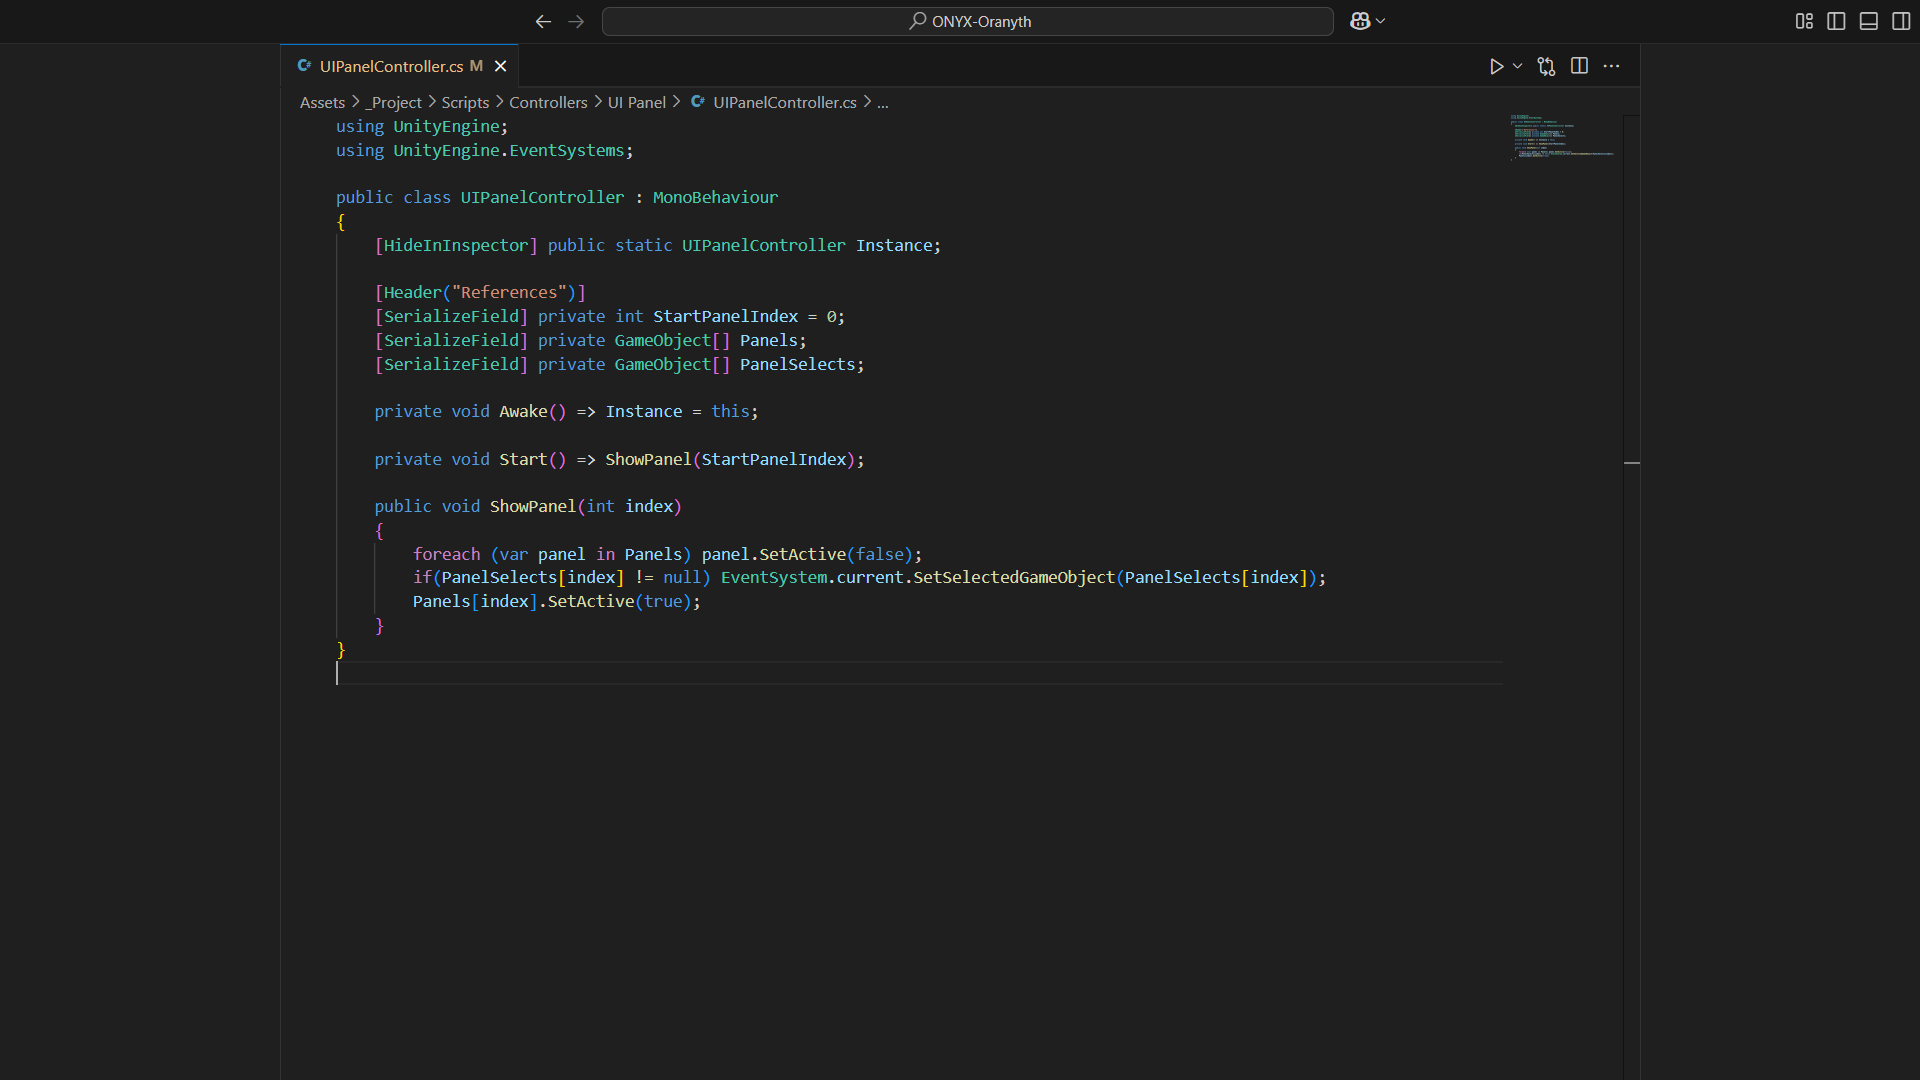 ONYX-Oranyth
UIPanelController.cs M
Assets > _Project > Scripts > Controllers > UI Panel > UIPanelController.cs > ...
using UnityEngine;
using UnityEngine.EventSystems;
public class UIPanelController : MonoBehaviour
{
[HideInInspector] public static UIPanelController Instance;
[Header("References")]
[SerializeField] private int StartPanelIndex = 0;
[SerializeField] private GameObject[] Panels;
[SerializeField] private GameObject[] PanelSelects;
private void Awake() => Instance = this;
private void Start() => ShowPanel(StartPanelIndex);
public void ShowPanel(int index)
{
foreach (var panel in Panels) panel.SetActive(false);
if(PanelSelects[index] != null) EventSystem.current.SetSelectedGameObject(PanelSelects[index]);
Panels[index].SetActive(true);
}
}